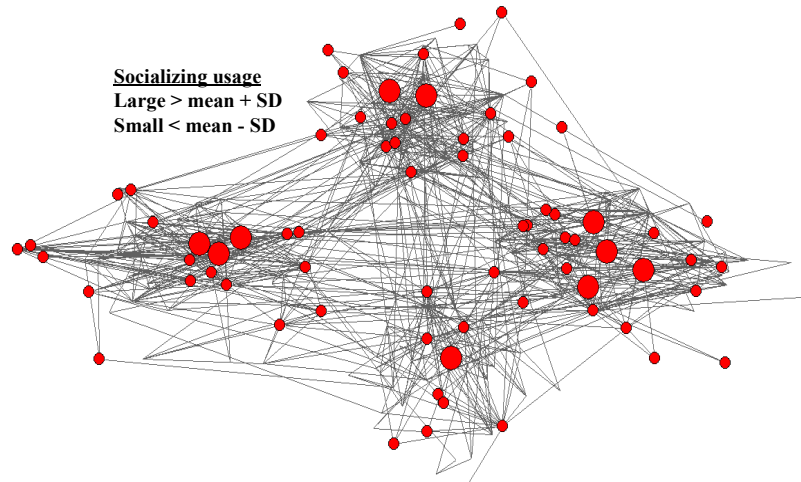 Socializing usage
Large > mean + SD
Small < mean - SD